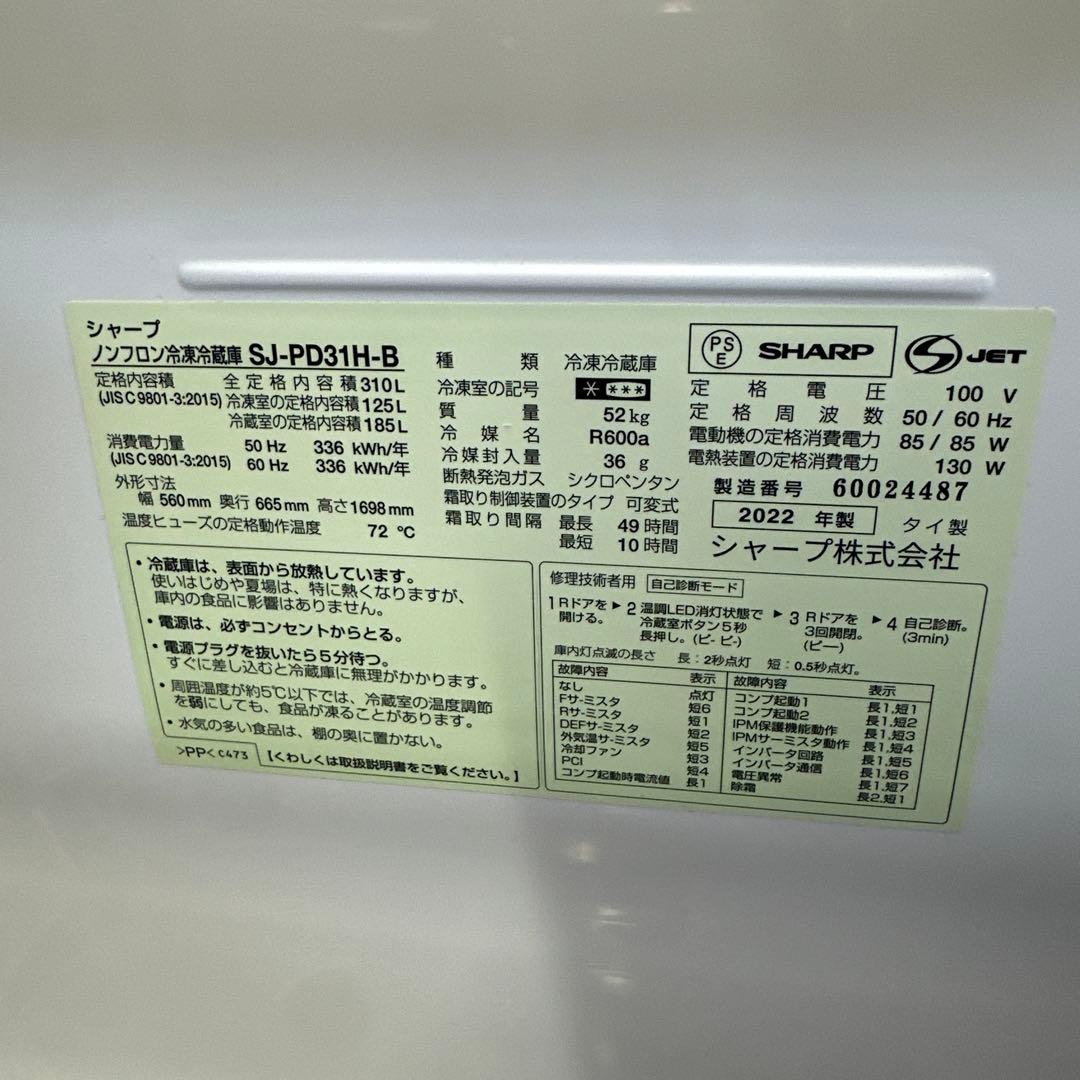 シャープ
ノンフロン冷凍冷蔵庫 SJ-PD31H-B
定格内容積 全定格内容積 310L
(JIS C 9801-3:2015) 冷凍室の定格内容積 125L
冷蔵室の定格内容積 185L
消費電力量 50 Hz 336 kWh/年
(JIS C 9801-3:2015) 60 Hz 336 kWh/年
外形寸法
幅 560mm 奥行 665mm 高さ 1698mm
温度ヒューズの定格動作温度 72 ℃
種類 冷凍冷蔵庫
冷凍室の記号 * ***
質量 52kg
冷媒名 R600a
冷媒封入量 36 g
断熱発泡ガス シクロペンタン
霜取り制御装置のタイプ 可変式
霜取り間隔 最長 49時間
最短 10時間
PSE SHARP JET
定格電圧 100 V
定格周波数 50 / 60 Hz
電動機の定格消費電力 85 / 85 W
電熱装置の定格消費電力 130 W
製造番号 60024487
2022 年製 タイ製
シャープ株式会社
・冷蔵庫は、表面から放熱しています。
使いはじめや夏場は、特に熱くなりますが、
庫内の食品に影響はありません。
・電源は、必ずコンセントからとる。
・電源プラグを抜いたら5分待つ。
すぐに差し込むと冷蔵庫に無理がかかります。
・周囲温度が約5℃以下では、冷蔵室の温度調節
を弱にしても、食品が凍ることがあります。
・水気の多い食品は、棚の奥に置かない。
>PP< C473 【くわしくは取扱説明書をご覧ください。】
修理技術者用 自己診断モード
1 Rドアを開ける。 ▶ 2 温調LED消灯状態で冷蔵室ボタン5秒長押し。(ピ- ピ-) ▶ 3 Rドアを3回開閉。(ピー) ▶ 4 自己診断。(3min)
庫内灯点滅の長さ 長：2秒点灯 短：0.5秒点灯。
故障内容 表示
なし 点灯
Fサ-ミスタ 短6
Rサ-ミスタ 短1
DEFサ-ミスタ 短2
外気温サ-ミスタ 短5
冷却ファン 短3
PCI 短4
コンプ起動時電流値 長1
故障内容 表示
コンプ起動1 長1.短1
コンプ起動2 長1.短2
IPM保護機能動作 長1.短3
IPMサーミスタ動作 長1.短4
インバータ回路 長1.短5
インバータ通信 長1.短6
電圧異常 長1.短7
除霜 長2.短1